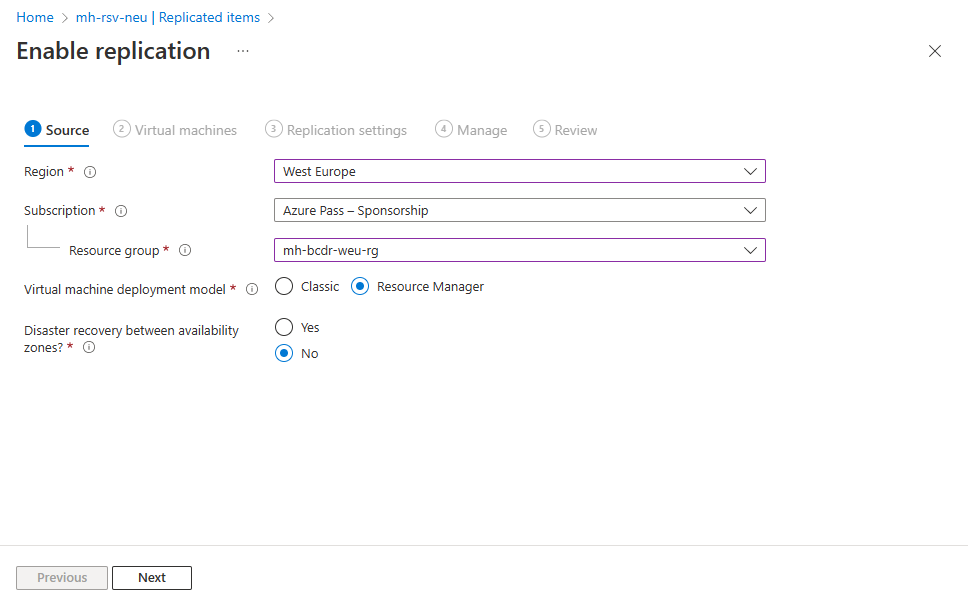 Home > mh-rsv-neu | Replicated items >
Enable replication ...
1 Source 2 Virtual machines 3 Replication settings 4 Manage 5 Review
Region * West Europe
Subscription * Azure Pass – Sponsorship
Resource group * mh-bcdr-weu-rg
Virtual machine deployment model * Classic Resource Manager
Disaster recovery between availability Yes
zones? * No
Previous Next